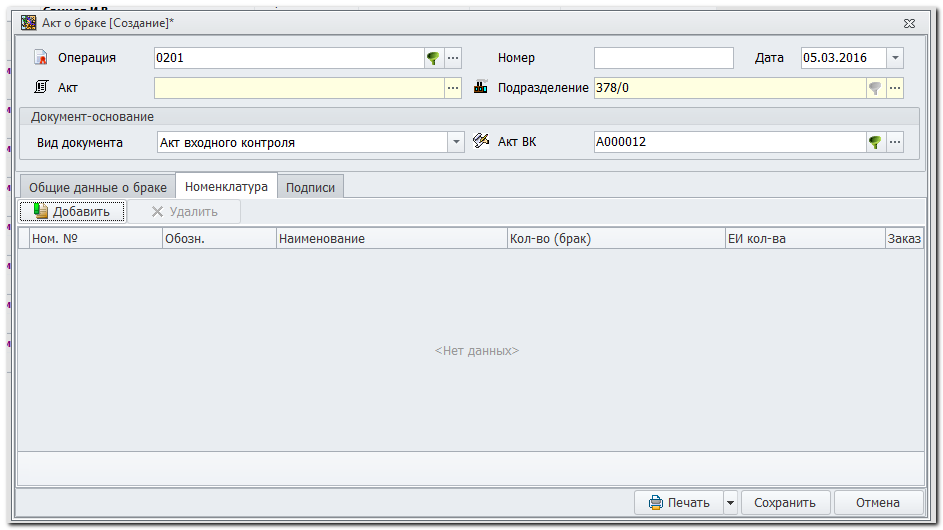 Акт о браке [Создание]*
Операция 0201 ... Номер Дата 05.03.2016
Акт ... Подразделение 378/0 ...
Документ-основание
Вид документа Акт входного контроля Акт ВК А000012 ...
Общие данные о браке Номенклатура Подписи
Добавить Удалить
Ном. № Обозн. Наименование Кол-во (брак) ЕИ кол-ва Заказ
<Нет данных>
Печать Сохранить Отмена